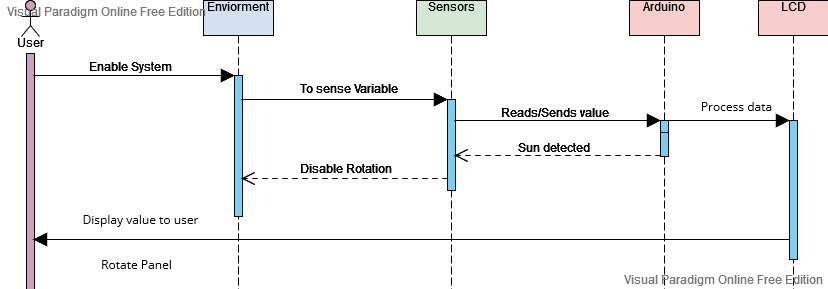 Visual Paradigm Online Free Edition
Enviorment
Sensors
Arduino
LCD
User
Enable System
To sense Variable
Reads/Sends value
Process data
Sun detected
Disable Rotation
Display value to user
Rotate Panel
Visual Paradigm Online Free Edition